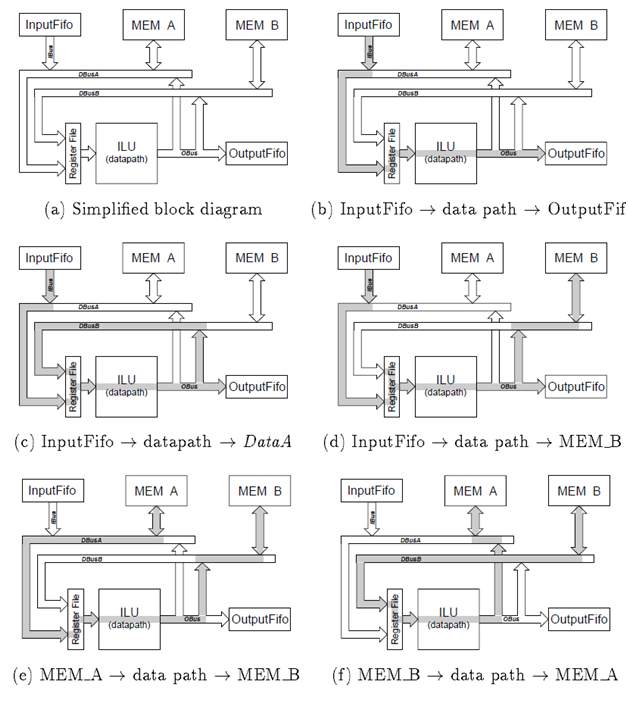 InputFifo MEM A MEM B
IBus
DBusA
DBusB
Register File
ILU
(datapath)
OBus
OutputFifo
(a) Simplified block diagram
InputFifo MEM A MEM B
IBus
DBusA
DBusB
Register File
ILU
(datapath)
OBus
OutputFifo
(b) InputFifo → data path → OutputFif
InputFifo MEM A MEM B
IBus
DBusA
DBusB
Register File
ILU
(datapath)
OBus
OutputFifo
(c) InputFifo → datapath → DataA
InputFifo MEM A MEM B
IBus
DBusA
DBusB
Register File
ILU
(datapath)
OBus
OutputFifo
(d) InputFifo → data path → MEM_B
InputFifo MEM A MEM B
IBus
DBusA
DBusB
Register File
ILU
(datapath)
OBus
OutputFifo
(e) MEM_A → data path → MEM_B
InputFifo MEM A MEM B
IBus
DBusA
DBusB
Register File
ILU
(datapath)
OBus
OutputFifo
(f) MEM_B → data path → MEM_A